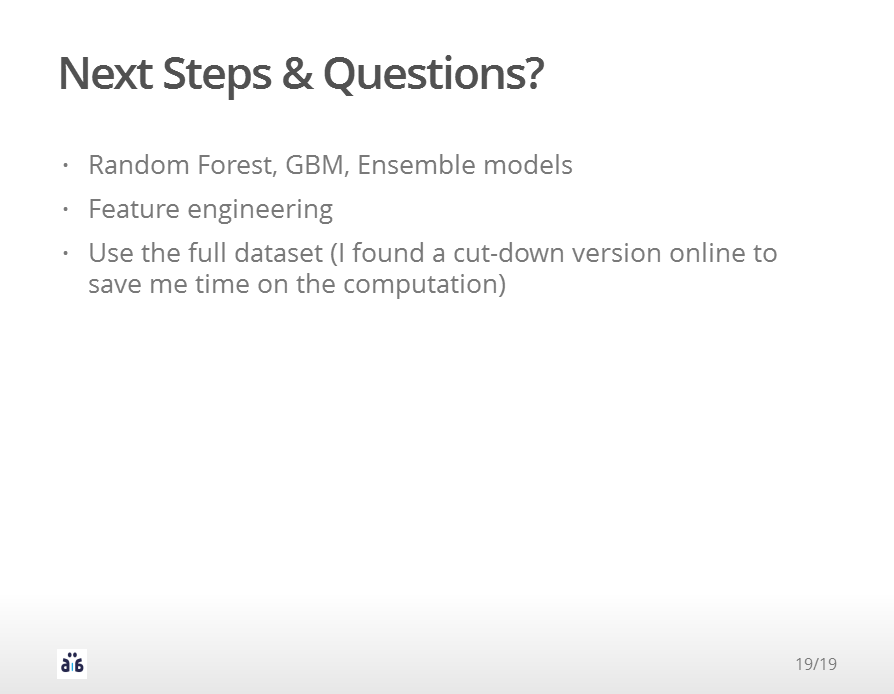 Next Steps & Questions?
· Random Forest, GBM, Ensemble models
· Feature engineering
· Use the full dataset (I found a cut-down version online to
save me time on the computation)
19/19